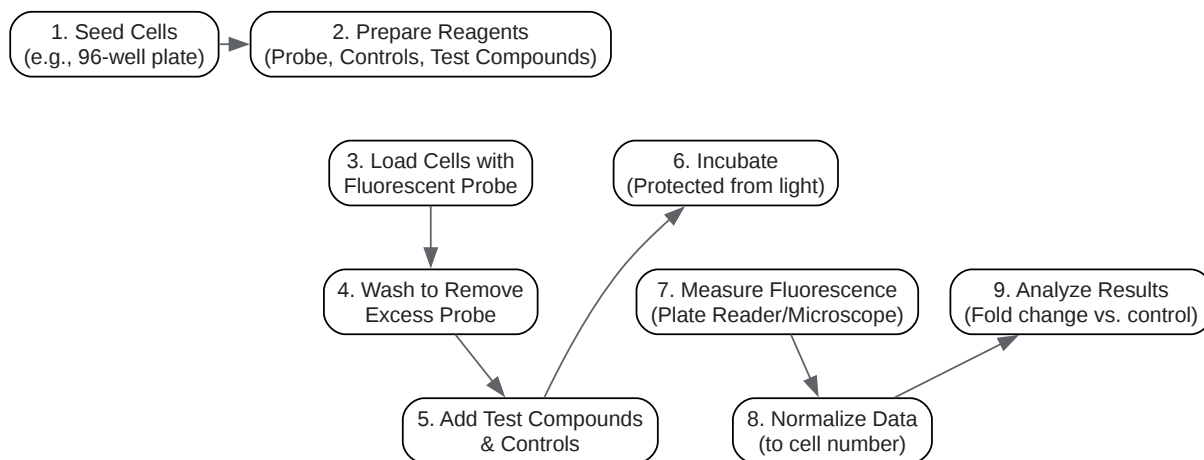 1. Seed Cells
(e.g., 96-well plate)
2. Prepare Reagents
(Probe, Controls, Test Compounds)
3. Load Cells with
Fluorescent Probe
4. Wash to Remove
Excess Probe
5. Add Test Compounds
& Controls
6. Incubate
(Protected from light)
7. Measure Fluorescence
(Plate Reader/Microscope)
8. Normalize Data
(to cell number)
9. Analyze Results
(Fold change vs. control)